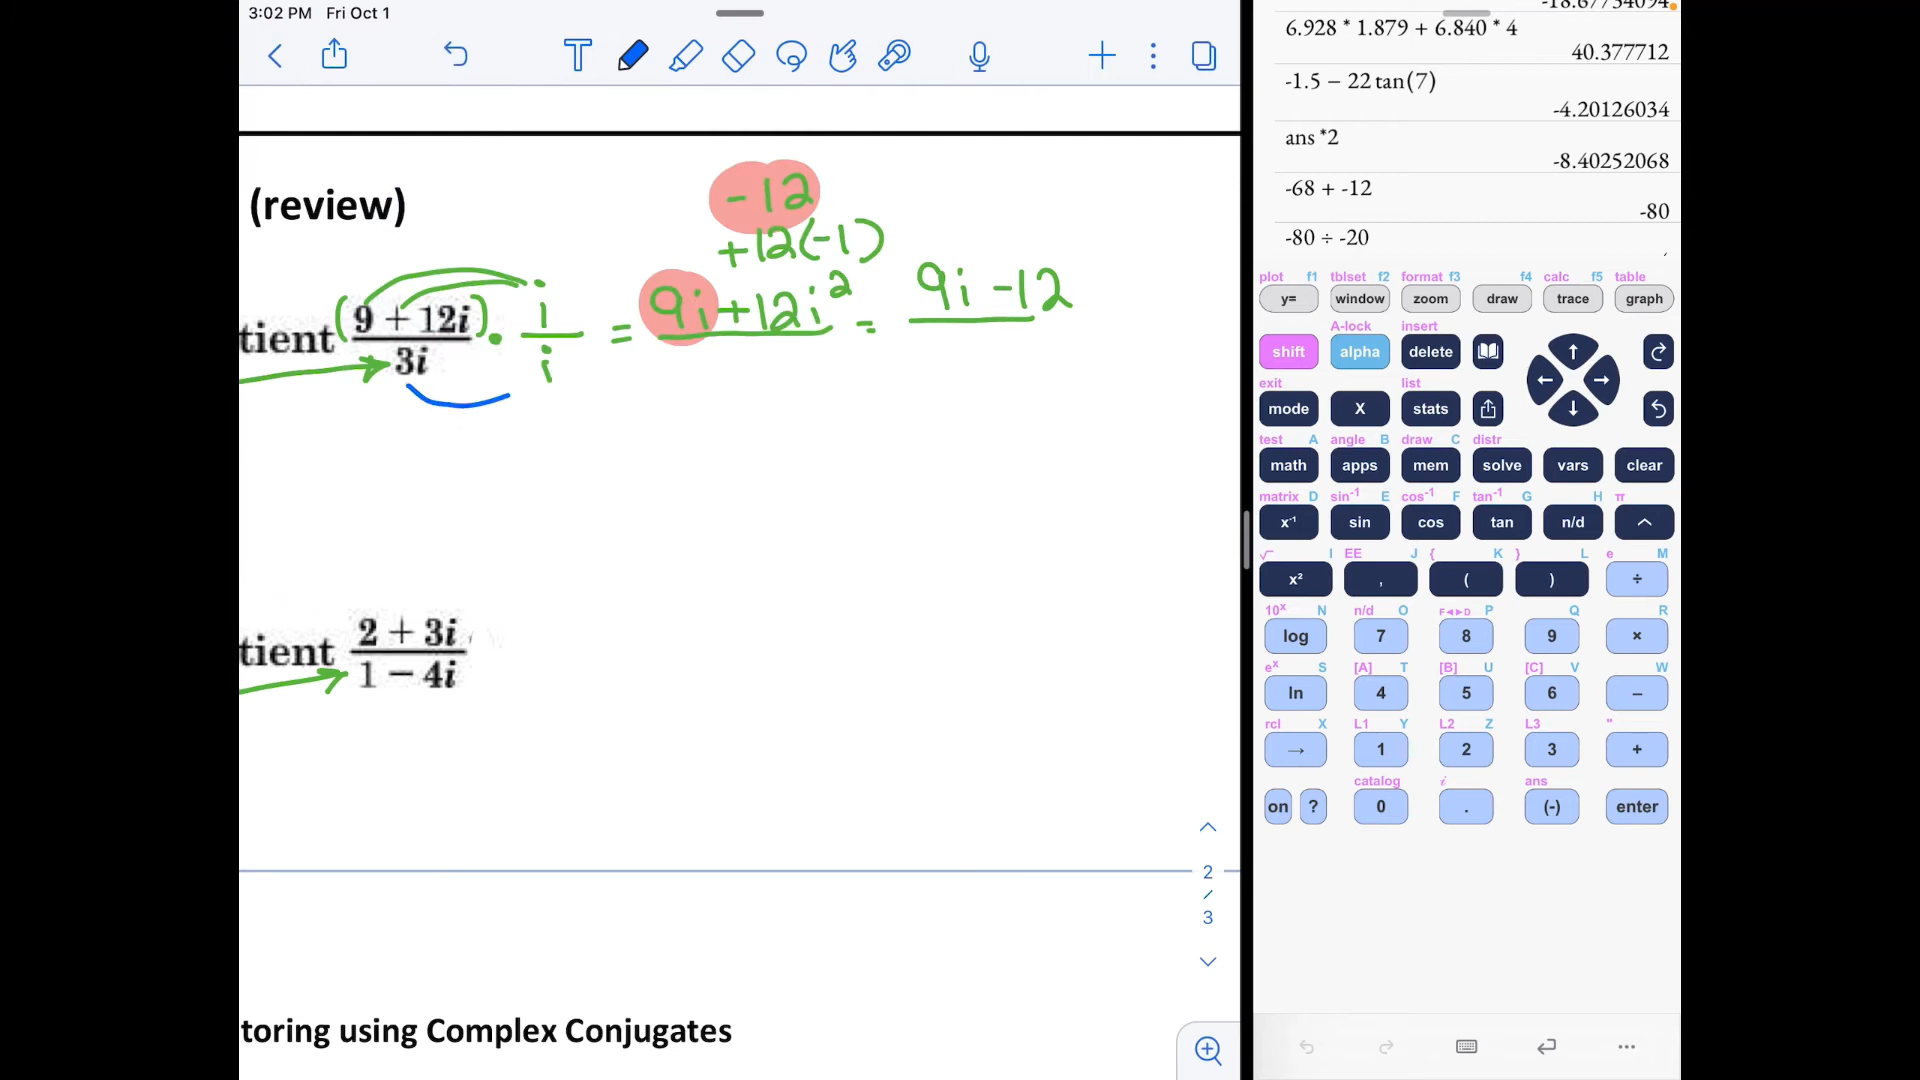 3:02 PM Fri Oct 1
(review)
-12
+12(-1)
tient (9 + 12i)/3i · i/i = 9i+12i² = 9i -12
tient 2 + 3i/1 − 4i
2
/
3
toring using Complex Conjugates
6.928 * 1.879 + 6.840 * 4
40.377712
-1.5 − 22 tan(7)
-4.20126034
ans *2
-8.40252068
-68 + -12
-80
-80 ÷ -20
plot f1 tblset f2 format f3 f4 calc f5 table
y= window zoom draw trace graph
A-lock insert
shift alpha delete
exit list
mode X stats
test A angle B draw C distr
math apps mem solve vars clear
matrix D sin⁻¹ E cos⁻¹ F tan⁻¹ G H π
x⁻¹ sin cos tan n/d ^
√ I EE J { K } L e M
x² , ( ) ÷
10ˣ N n/d O F◄►D P Q R
log 7 8 9 ×
eˣ S [A] T [B] U [C] V W
ln 4 5 6 −
rcl X L1 Y L2 Z L3 "
→ 1 2 3 +
catalog i ans
on ? 0 . (-) enter